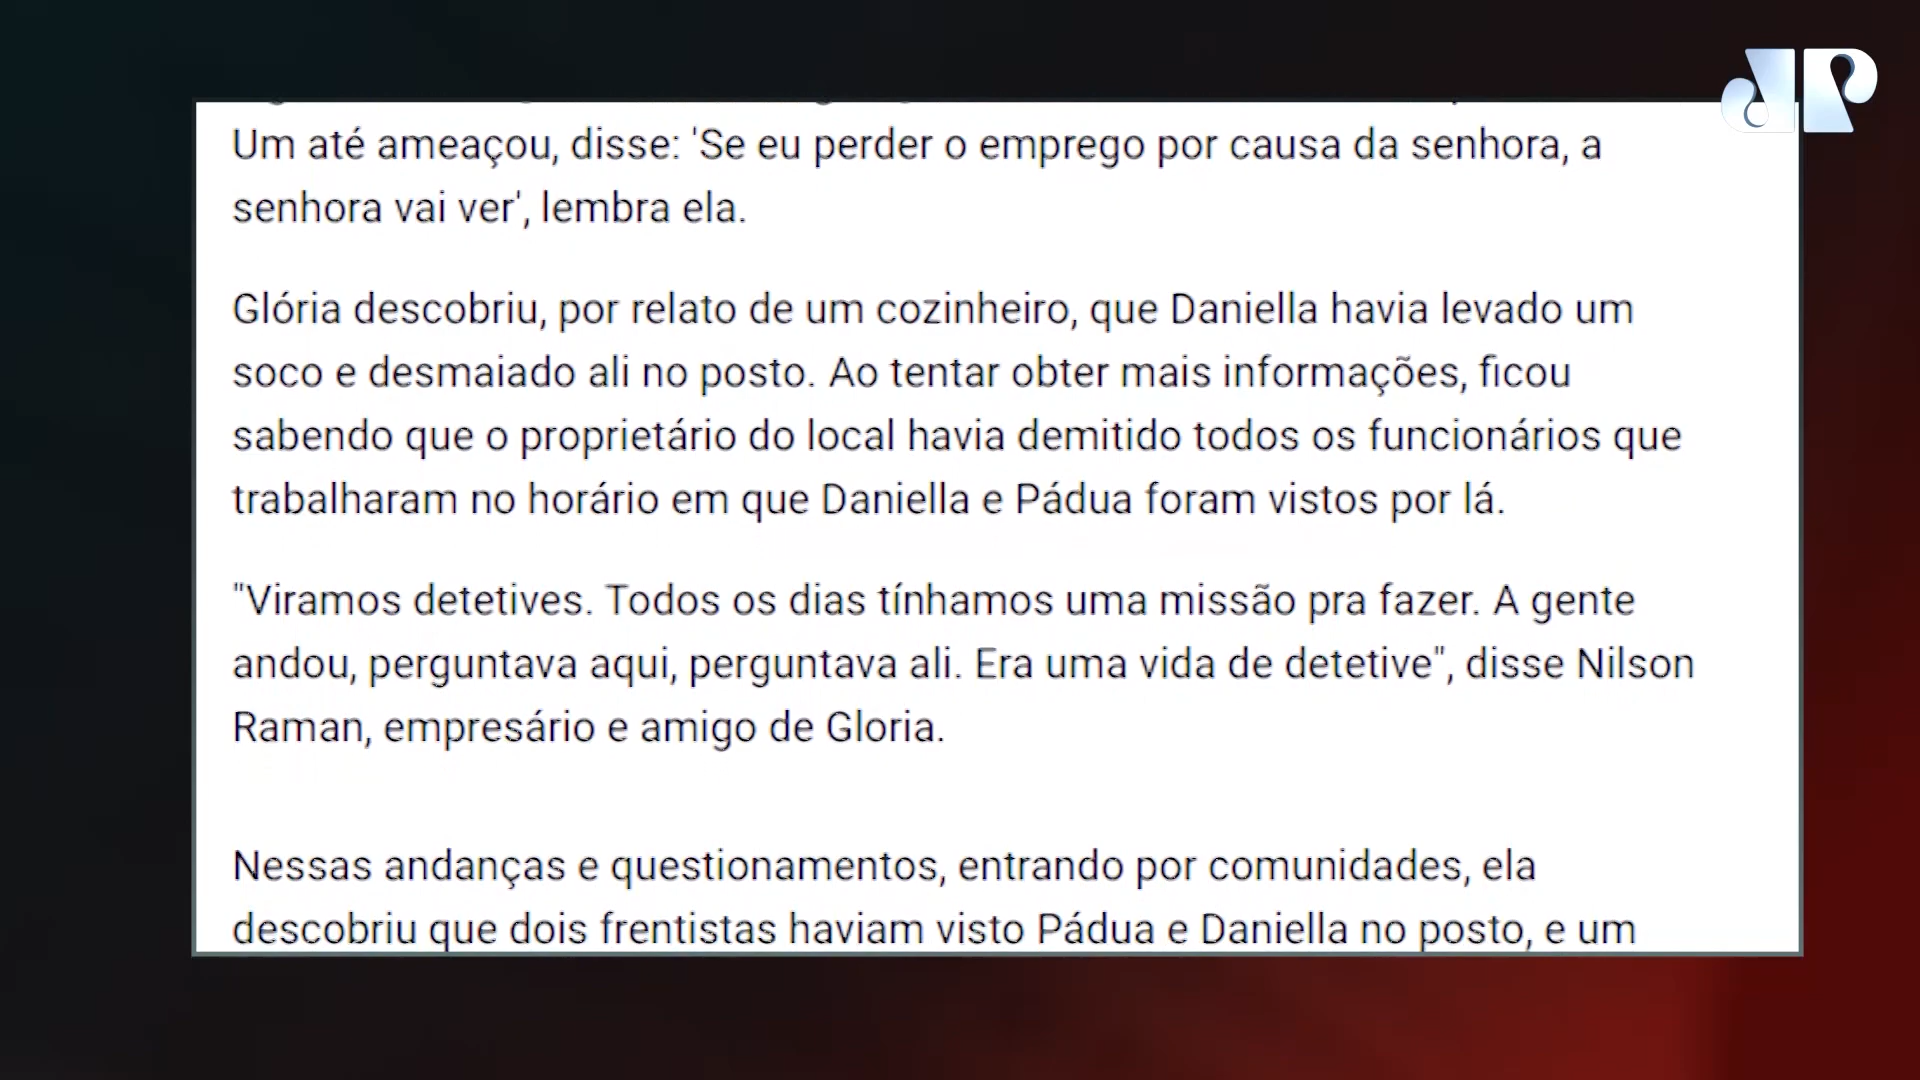 JP
Um até ameaçou, disse: 'Se eu perder o emprego por causa da senhora, a
senhora vai ver', lembra ela.
Glória descobriu, por relato de um cozinheiro, que Daniella havia levado um
soco e desmaiado ali no posto. Ao tentar obter mais informações, ficou
sabendo que o proprietário do local havia demitido todos os funcionários que
trabalharam no horário em que Daniella e Pádua foram vistos por lá.
"Viramos detetives. Todos os dias tínhamos uma missão pra fazer. A gente
andou, perguntava aqui, perguntava ali. Era uma vida de detetive", disse Nilson
Raman, empresário e amigo de Gloria.
Nessas andanças e questionamentos, entrando por comunidades, ela
descobriu que dois frentistas haviam visto Pádua e Daniella no posto, e um